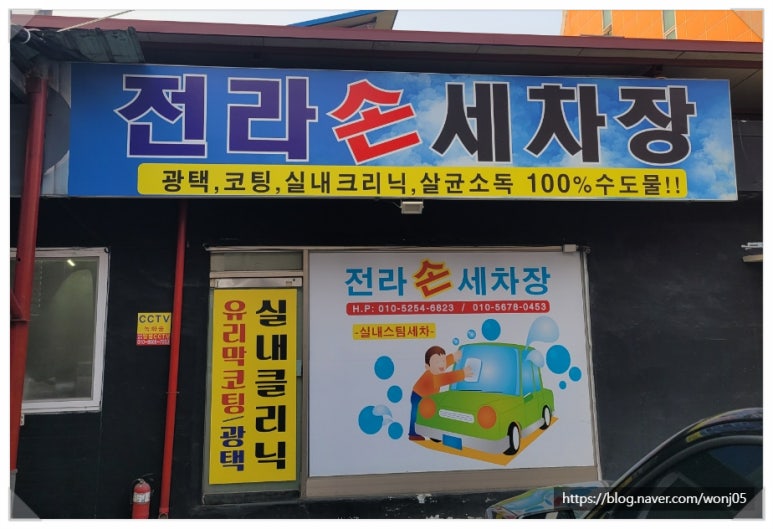 전라손세차장
광택,코팅,실내크리닉,살균소독 100%수도물!!
전라손세차장
H.P: 010-5254-6823 / 010-5678-0453
-실내스팀세차-
실내클리닉
유리막코팅/광택
CCTV
https://blog.naver.com/wonj05